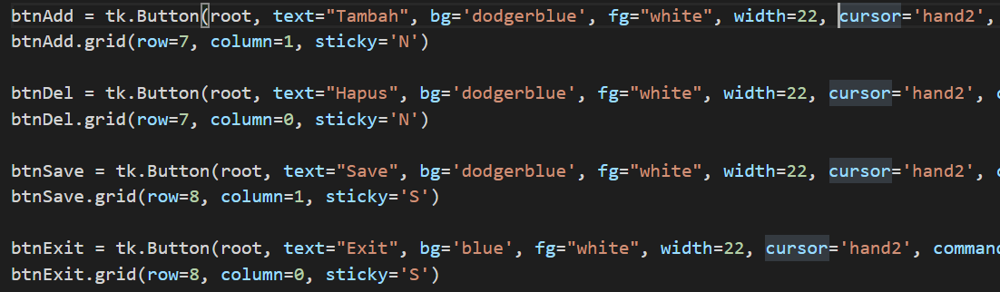 btnAdd = tk.Button(root, text="Tambah", bg='dodgerblue', fg="white", width=22, cursor='hand2',
btnAdd.grid(row=7, column=1, sticky='N')
btnDel = tk.Button(root, text="Hapus", bg='dodgerblue', fg="white", width=22, cursor='hand2',
btnDel.grid(row=7, column=0, sticky='N')
btnSave = tk.Button(root, text="Save", bg='dodgerblue', fg="white", width=22, cursor='hand2',
btnSave.grid(row=8, column=1, sticky='S')
btnExit = tk.Button(root, text="Exit", bg='blue', fg="white", width=22, cursor='hand2', comman
btnExit.grid(row=8, column=0, sticky='S')